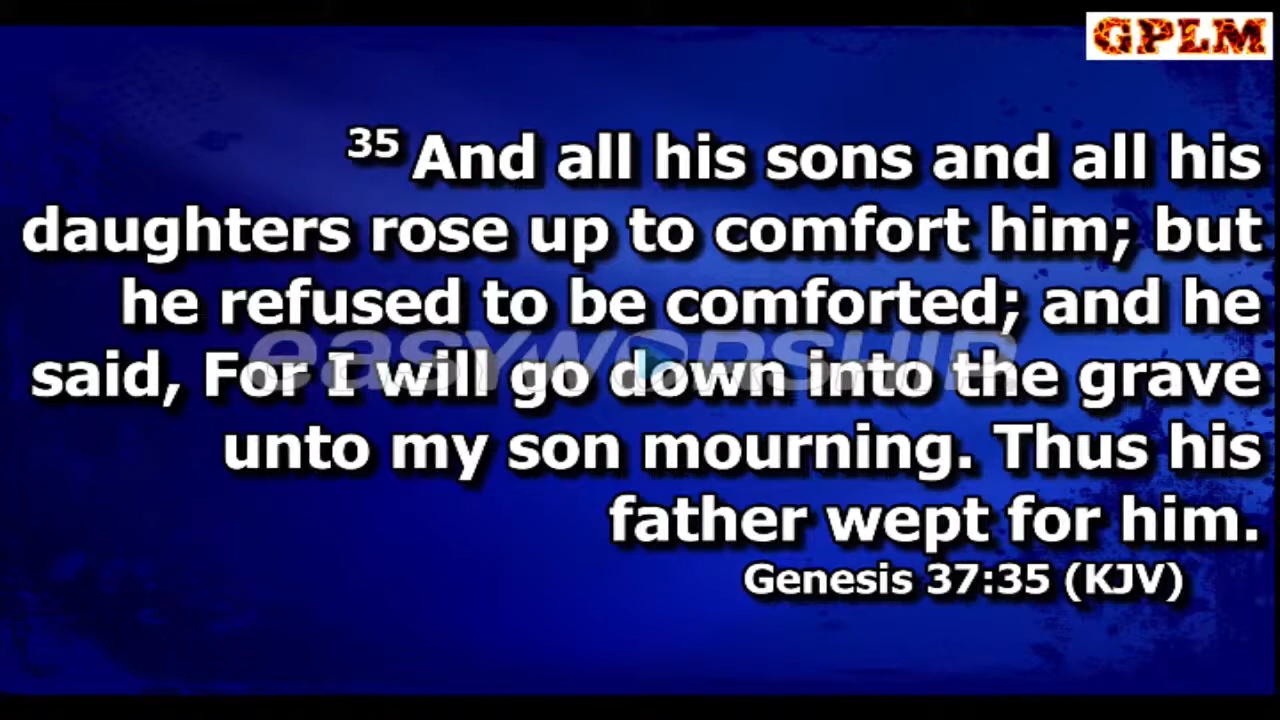 GPLM
35 And all his sons and all his
daughters rose up to comfort him; but
he refused to be comforted; and he
said, For I will go down into the grave
unto my son mourning. Thus his
father wept for him.
Genesis 37:35 (KJV)
easyworship